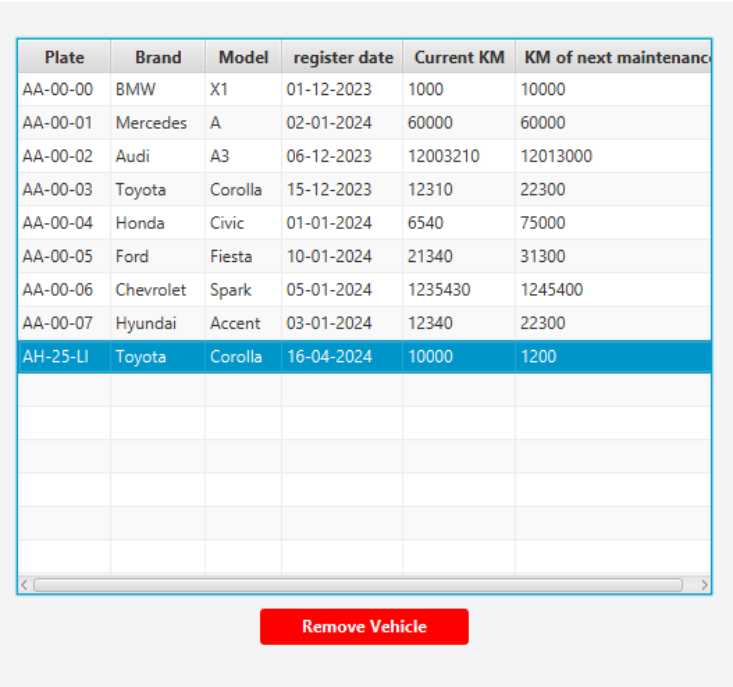 Plate Brand Model register date Current KM KM of next maintenance
AA-00-00 BMW X1 01-12-2023 1000 10000
AA-00-01 Mercedes A 02-01-2024 60000 60000
AA-00-02 Audi A3 06-12-2023 12003210 12013000
AA-00-03 Toyota Corolla 15-12-2023 12310 22300
AA-00-04 Honda Civic 01-01-2024 6540 75000
AA-00-05 Ford Fiesta 10-01-2024 21340 31300
AA-00-06 Chevrolet Spark 05-01-2024 1235430 1245400
AA-00-07 Hyundai Accent 03-01-2024 12340 22300
AH-25-LI Toyota Corolla 16-04-2024 10000 1200
Remove Vehicle